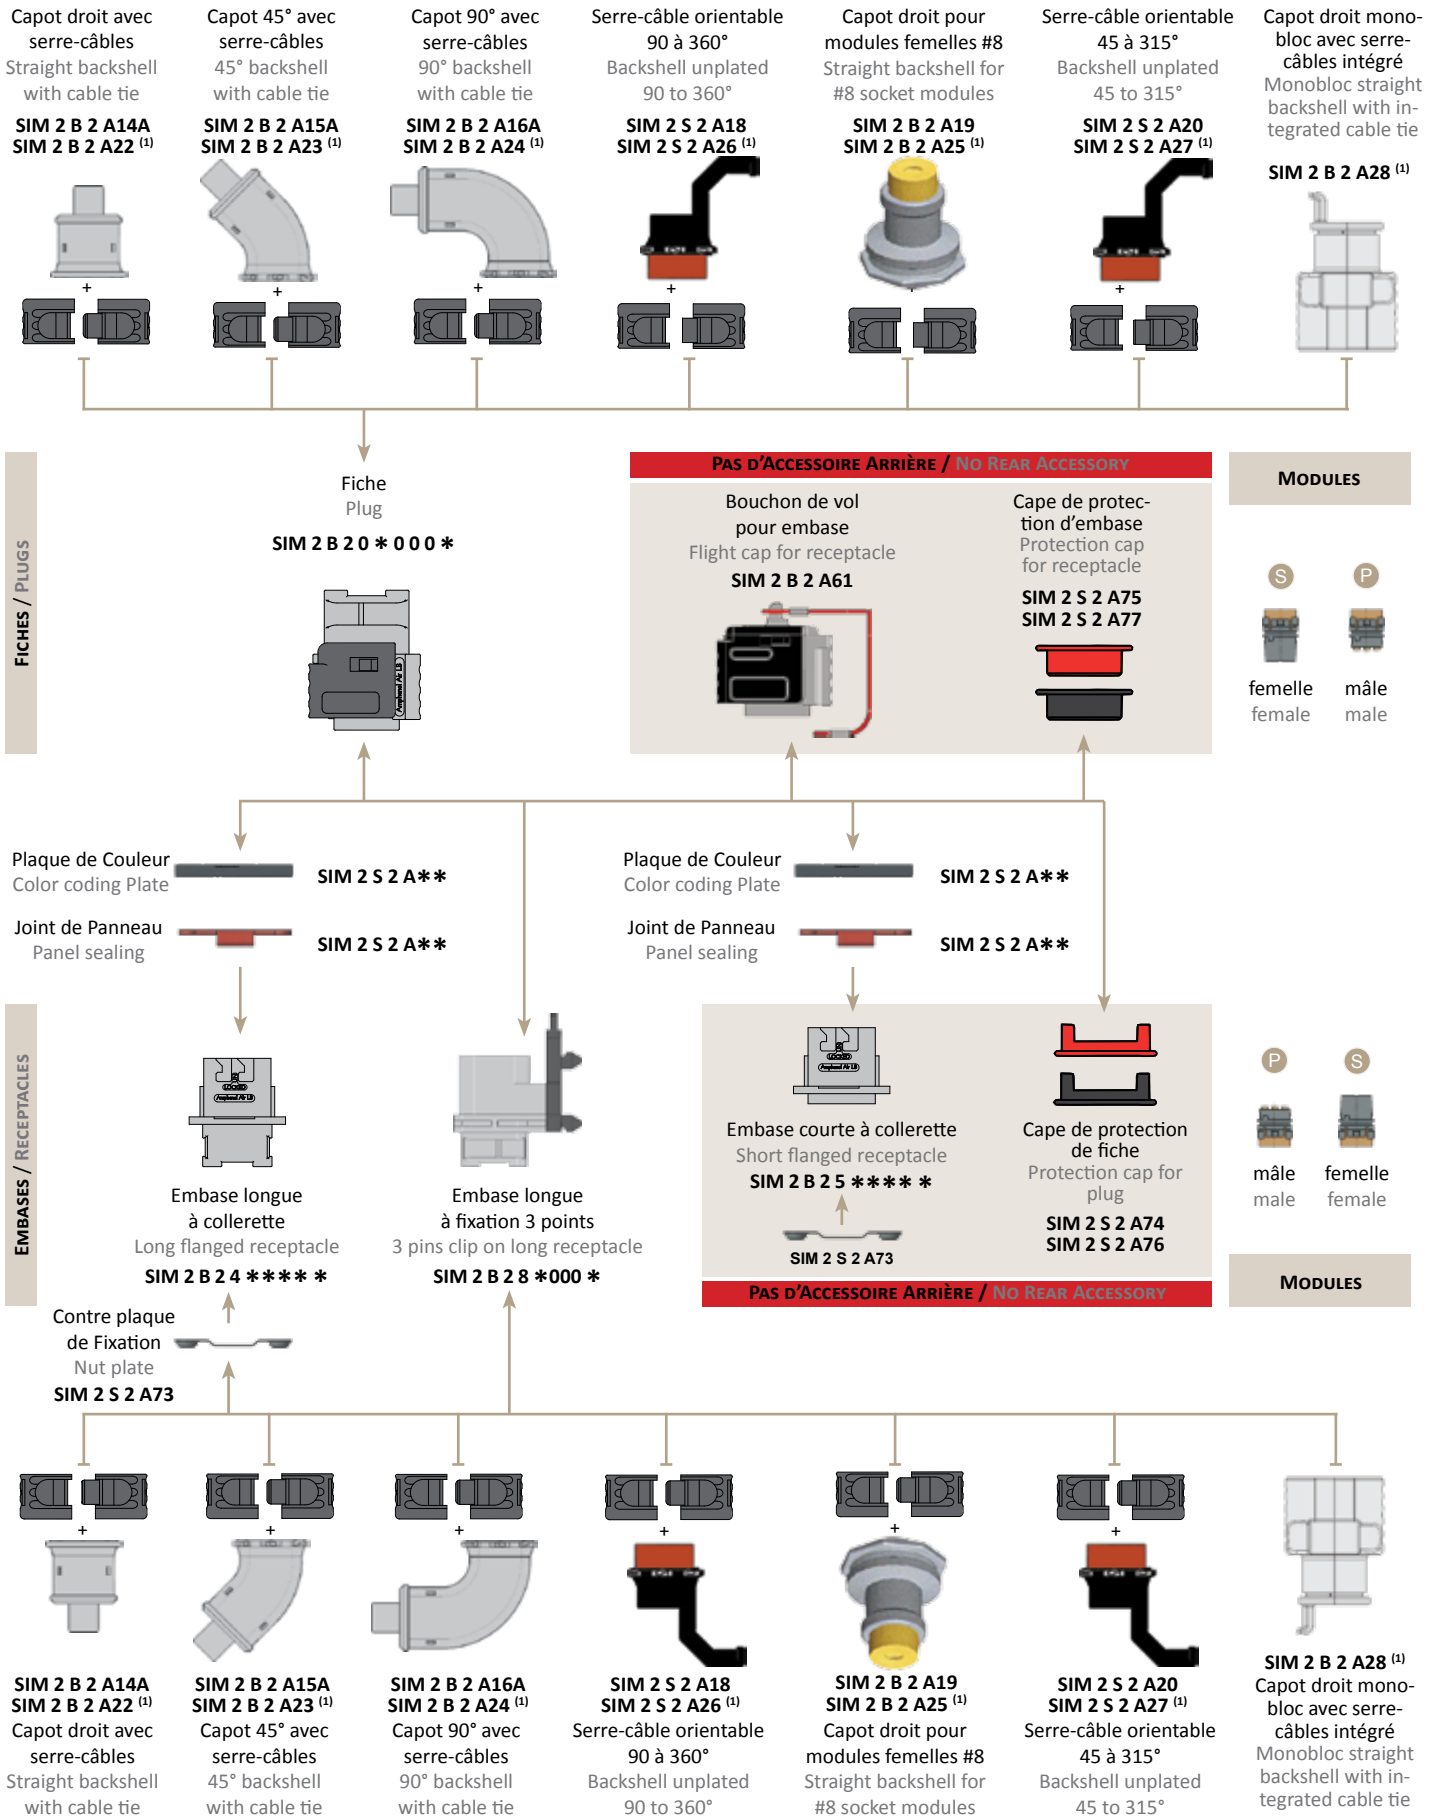 Capot droit avec
serre-câbles
Straight backshell
with cable tie
SIM 2 B 2 A14A
SIM 2 B 2 A22 (1)
+
Capot 45° avec
serre-câbles
45° backshell
with cable tie
SIM 2 B 2 A15A
SIM 2 B 2 A23 (1)
+
Capot 90° avec
serre-câbles
90° backshell
with cable tie
SIM 2 B 2 A16A
SIM 2 B 2 A24 (1)
+
Serre-câble orientable
90 à 360°
Backshell unplated
90 to 360°
SIM 2 S 2 A18
SIM 2 S 2 A26 (1)
+
Capot droit pour
modules femelles #8
Straight backshell for
#8 socket modules
SIM 2 B 2 A19
SIM 2 B 2 A25 (1)
+
Serre-câble orientable
45 à 315°
Backshell unplated
45 to 315°
SIM 2 S 2 A20
SIM 2 S 2 A27 (1)
+
Capot droit mono-
bloc avec serre-
câbles intégré
Monobloc straight
backshell with in-
tegrated cable tie
SIM 2 B 2 A28 (1)
FICHES / PLUGS
Fiche
Plug
SIM 2 B 2 0 * 0 0 0 *
Amphenol Air LB
PAS D'ACCESSOIRE ARRIÈRE / NO REAR ACCESSORY
Bouchon de vol
pour embase
Flight cap for receptacle
SIM 2 B 2 A61
Cape de protec-
tion d'embase
Protection cap
for receptacle
SIM 2 S 2 A75
SIM 2 S 2 A77
MODULES
S
femelle
female
P
mâle
male
Plaque de Couleur
Color coding Plate
SIM 2 S 2 A**
Joint de Panneau
Panel sealing
SIM 2 S 2 A**
Plaque de Couleur
Color coding Plate
SIM 2 S 2 A**
Joint de Panneau
Panel sealing
SIM 2 S 2 A**
EMBASES / RECEPTACLES
LOCKED
Amphenol Air LB
Embase longue
à collerette
Long flanged receptacle
SIM 2 B 2 4 * * * * *
Embase longue
à fixation 3 points
3 pins clip on long receptacle
SIM 2 B 2 8 *000 *
LOCKED
Amphenol Air LB
Embase courte à collerette
Short flanged receptacle
SIM 2 B 2 5 * * * * *
SIM 2 S 2 A73
Cape de protection
de fiche
Protection cap for
plug
SIM 2 S 2 A74
SIM 2 S 2 A76
PAS D'ACCESSOIRE ARRIÈRE / NO REAR ACCESSORY
P
mâle
male
S
femelle
female
MODULES
Contre plaque
de Fixation
Nut plate
SIM 2 S 2 A73
+
SIM 2 B 2 A14A
SIM 2 B 2 A22 (1)
Capot droit avec
serre-câbles
Straight backshell
with cable tie
+
SIM 2 B 2 A15A
SIM 2 B 2 A23 (1)
Capot 45° avec
serre-câbles
45° backshell
with cable tie
+
SIM 2 B 2 A16A
SIM 2 B 2 A24 (1)
Capot 90° avec
serre-câbles
90° backshell
with cable tie
+
SIM 2 S 2 A18
SIM 2 S 2 A26 (1)
Serre-câble orientable
90 à 360°
Backshell unplated
90 to 360°
+
SIM 2 B 2 A19
SIM 2 B 2 A25 (1)
Capot droit pour
modules femelles #8
Straight backshell for
#8 socket modules
+
SIM 2 S 2 A20
SIM 2 S 2 A27 (1)
Serre-câble orientable
45 à 315°
Backshell unplated
45 to 315°
SIM 2 B 2 A28 (1)
Capot droit mono-
bloc avec serre-
câbles intégré
Monobloc straight
backshell with in-
tegrated cable tie